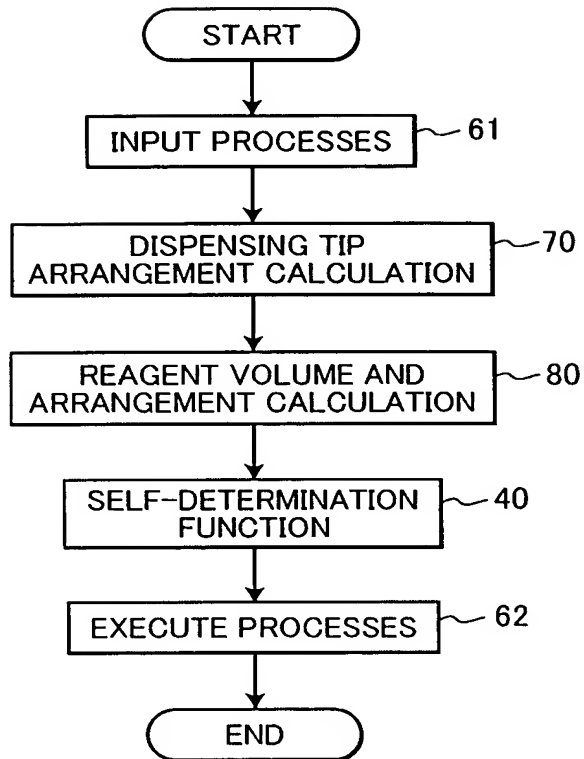 START
INPUT PROCESSES 61
DISPENSING TIP
ARRANGEMENT CALCULATION 70
REAGENT VOLUME AND
ARRANGEMENT CALCULATION 80
SELF-DETERMINATION
FUNCTION 40
EXECUTE PROCESSES 62
END